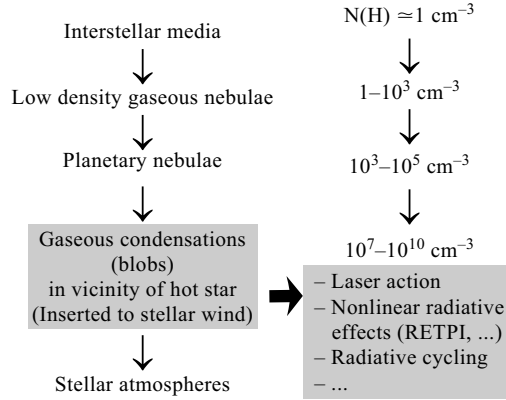 Interstellar media
Low density gaseous nebulae
Planetary nebulae
Gaseous condensations
(blobs)
in vicinity of hot star
(Inserted to stellar wind)
Stellar atmospheres
N(H) ≃1 cm⁻³
1–10³ cm⁻³
10³–10⁵ cm⁻³
10⁷–10¹⁰ cm⁻³
– Laser action
– Nonlinear radiative
effects (RETPI, ...)
– Radiative cycling
– ...